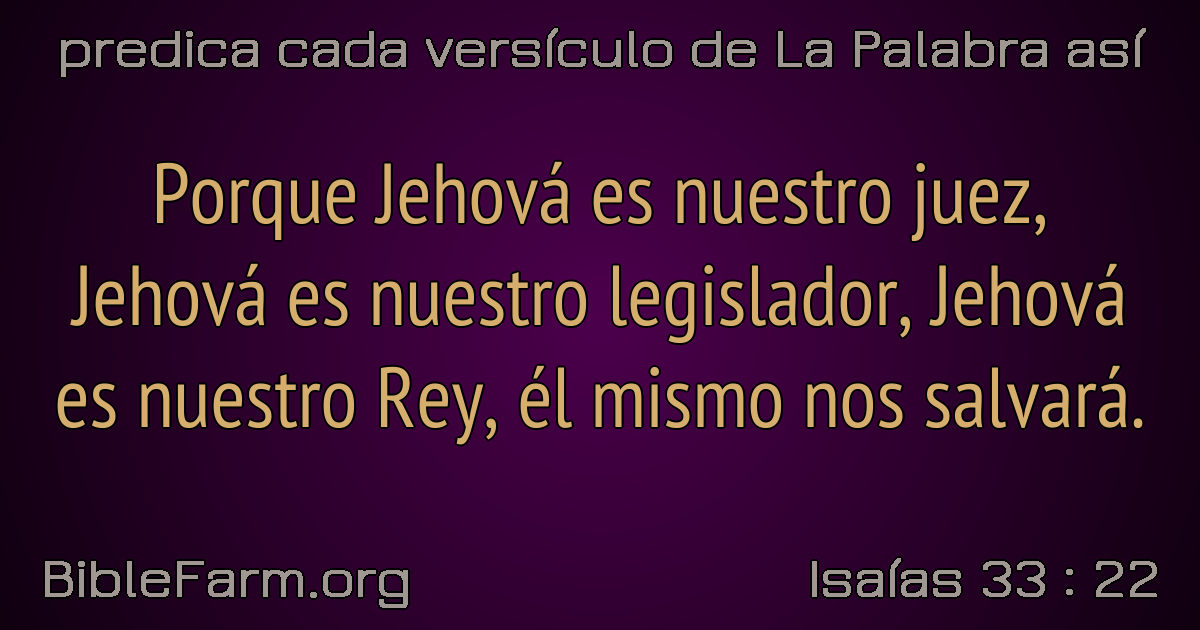 predica cada versículo de La Palabra así
Porque Jehová es nuestro juez,
Jehová es nuestro legislador, Jehová
es nuestro Rey, él mismo nos salvará.
BibleFarm.org
Isaías 33 : 22